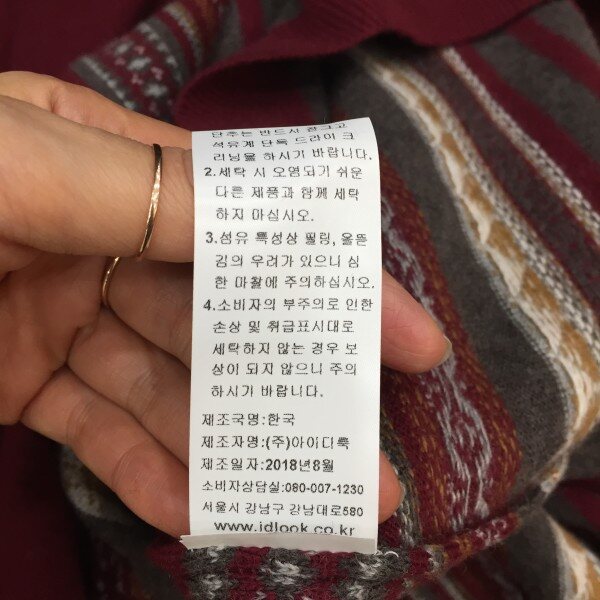 단추는 반드시 잠그고
석유계 단독 드라이 크
리닝을 하시기 바랍니다.
2.세탁 시 오염되기 쉬운
다른 제품과 함께 세탁
하지 마십시오.
3.섬유 특성상 필링, 올뜯
김의 우려가 있으니 심
한 마찰에 주의하십시오.
4.소비자의 부주의로 인한
손상 및 취급표시대로
세탁하지 않는 경우 보
상이 되지 않으니 주의
하시기 바랍니다.
제조국명:한국
제조자명:(주)아이디룩
제조일자:2018년8월
소비자상담실:080-007-1230
서울시 강남구 강남대로580
www.idlook.co.kr